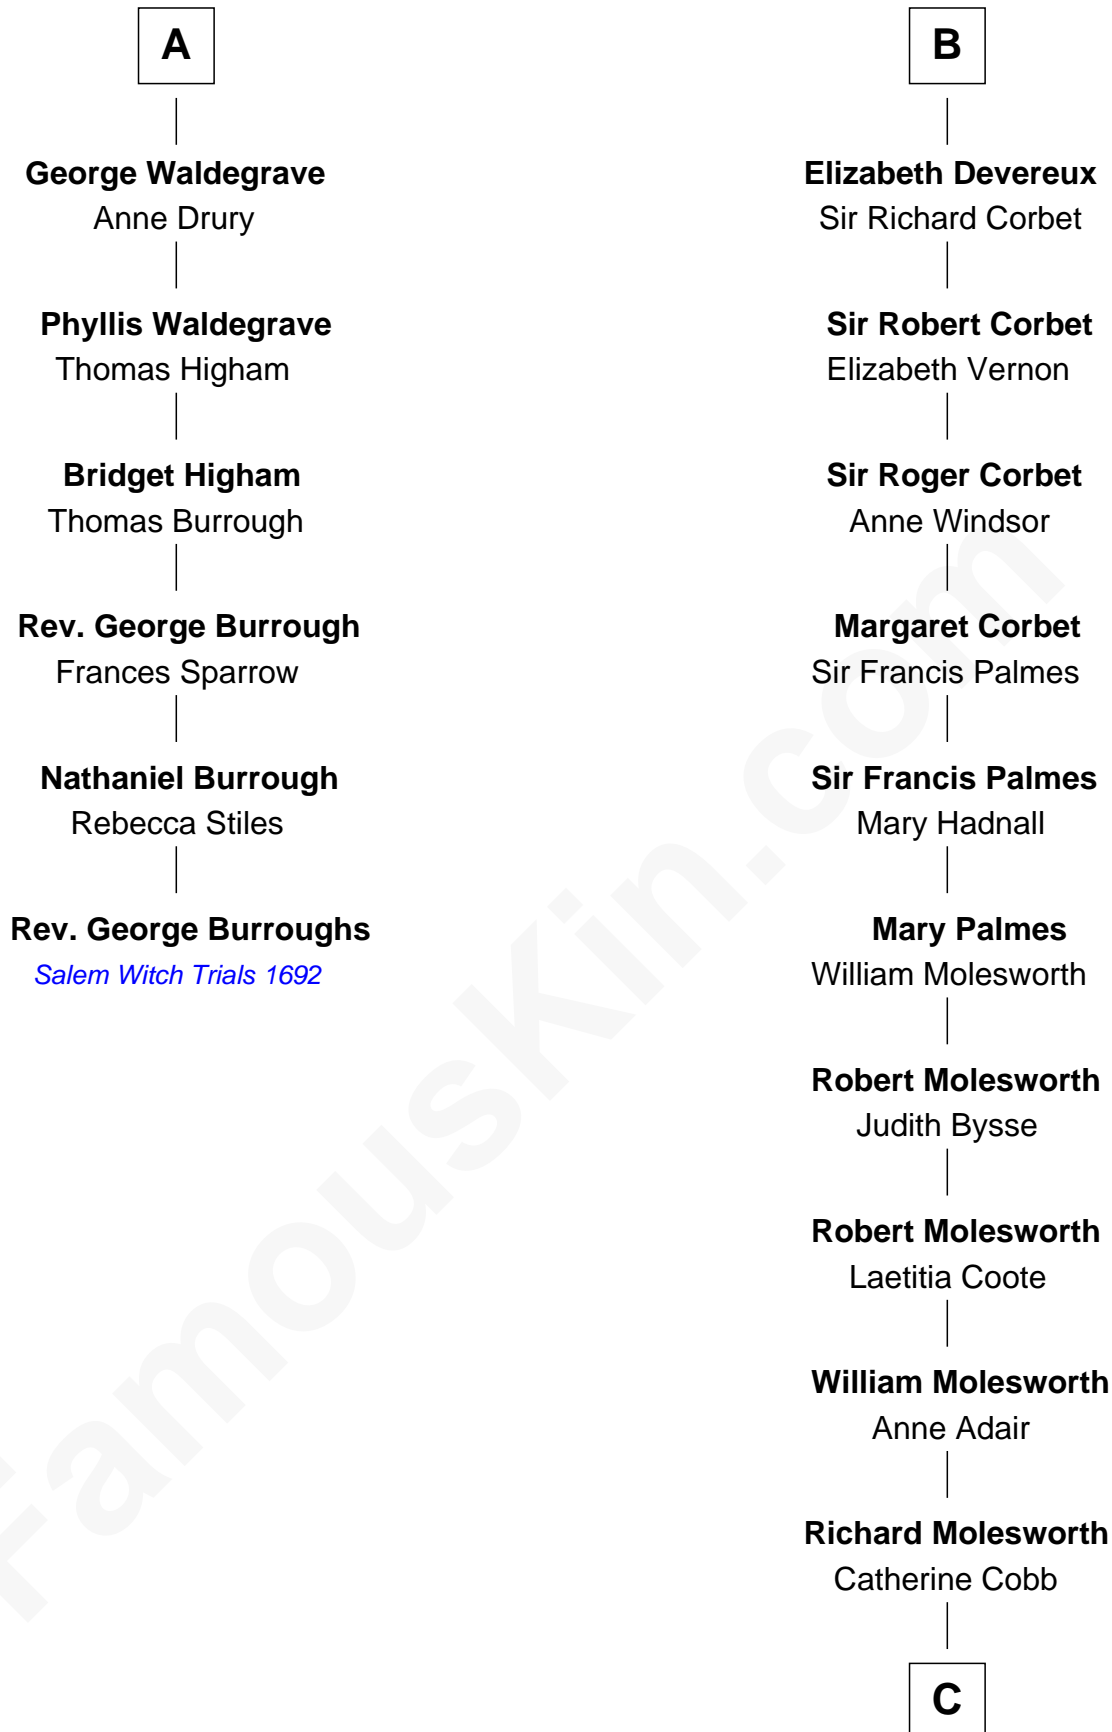 A
George Waldegrave
Anne Drury
Phyllis Waldegrave
Thomas Higham
Bridget Higham
Thomas Burrough
Rev. George Burrough
Frances Sparrow
Nathaniel Burrough
Rebecca Stiles
Rev. George Burroughs
Salem Witch Trials 1692
B
Elizabeth Devereux
Sir Richard Corbet
Sir Robert Corbet
Elizabeth Vernon
Sir Roger Corbet
Anne Windsor
Margaret Corbet
Sir Francis Palmes
Sir Francis Palmes
Mary Hadnall
Mary Palmes
William Molesworth
Robert Molesworth
Judith Bysse
Robert Molesworth
Laetitia Coote
William Molesworth
Anne Adair
Richard Molesworth
Catherine Cobb
C
FamousKin.com